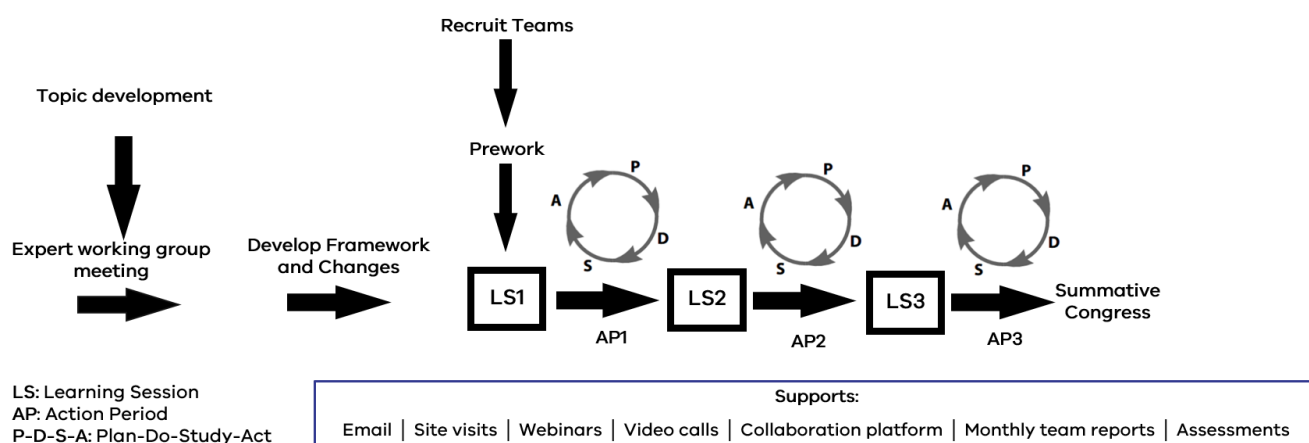 Recruit Teams
Topic development
Prework
P
A
D
S
P
A
D
S
P
A
D
S
Expert working group
meeting
Develop Framework
and Changes
LS1
AP1
LS2
AP2
LS3
AP3
Summative
Congress
LS: Learning Session
AP: Action Period
P-D-S-A: Plan-Do-Study-Act
Supports:
Email | Site visits | Webinars | Video calls | Collaboration platform | Monthly team reports | Assessments